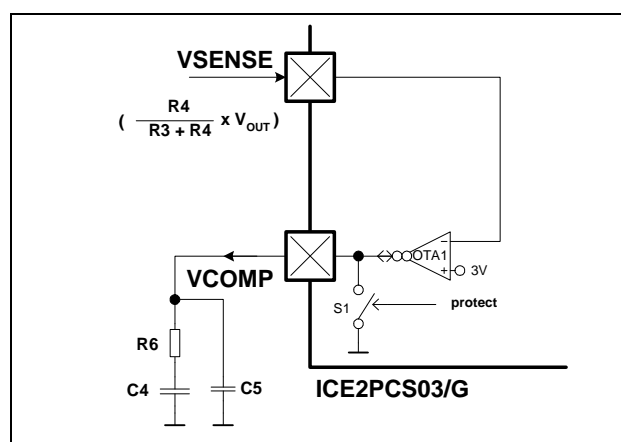 VSENSE
( R4 / R3 + R4 x VOUT )
OTA1
−
+
3V
VCOMP
S1
protect
R6
C4
C5
ICE2PCS03/G